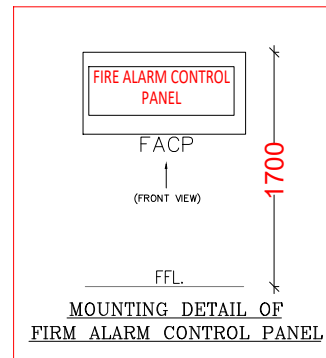 FIRE ALARM CONTROL
PANEL
FACP
(FRONT VIEW)
1700
FFL.
MOUNTING DETAIL OF
FIRM ALARM CONTROL PANEL